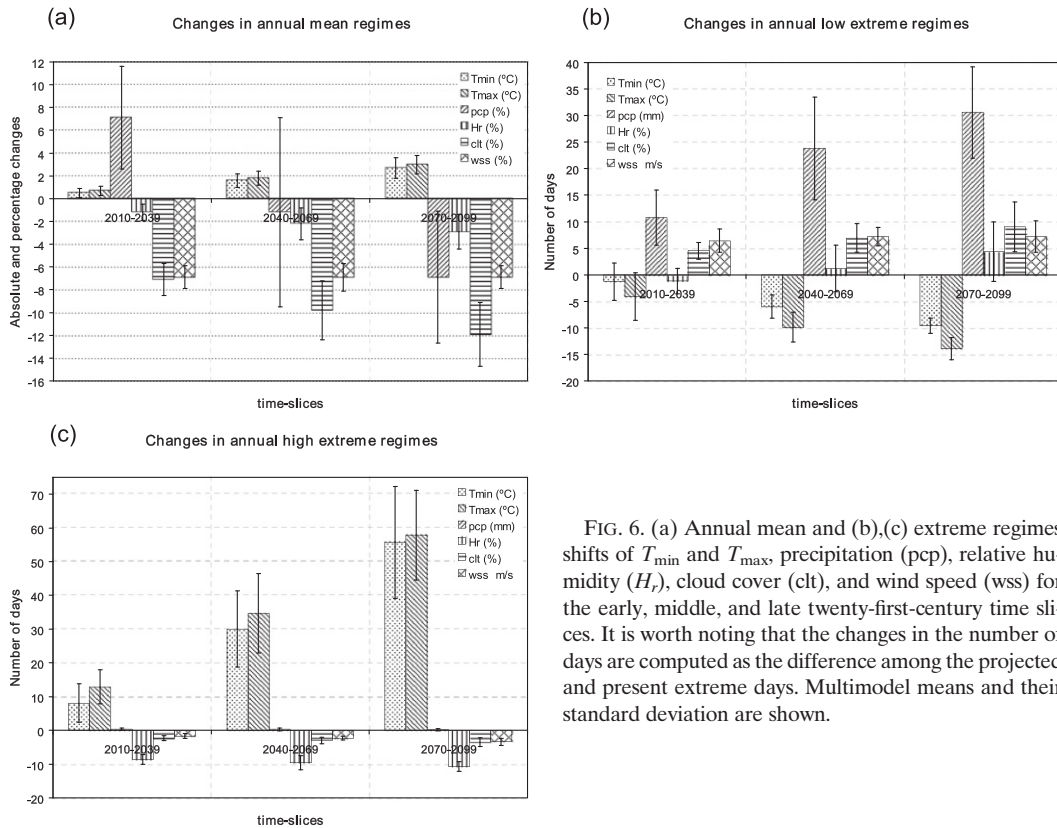 (a)
Changes in annual mean regimes
12
10
8
6
4
2
0
-2
-4
-6
-8
-10
-12
-14
-16
Absolute and percentage changes
Tmin (ºC)
Tmax (ºC)
pcp (%)
Hr (%)
clt (%)
wss (%)
2010-2039
2040-2069
2070-2099
time-slices
(b)
Changes in annual low extreme regimes
40
35
30
25
20
15
10
5
0
-5
-10
-15
-20
Number of days
Tmin (ºC)
Tmax (ºC)
pcp (mm)
Hr (%)
clt (%)
wss m/s
2010-2039
2040-2069
2070-2099
time-slices
(c)
Changes in annual high extreme regimes
70
60
50
40
30
20
10
0
-10
-20
Number of days
Tmin (ºC)
Tmax (ºC)
pcp (mm)
Hr (%)
clt (%)
wss m/s
2010-2039
2040-2069
2070-2099
time-slices
FIG. 6. (a) Annual mean and (b),(c) extreme regimes
shifts of Tmin and Tmax, precipitation (pcp), relative hu-
midity (Hr), cloud cover (clt), and wind speed (wss) for
the early, middle, and late twenty-first-century time sli-
ces. It is worth noting that the changes in the number of
days are computed as the difference among the projected
and present extreme days. Multimodel means and their
standard deviation are shown.